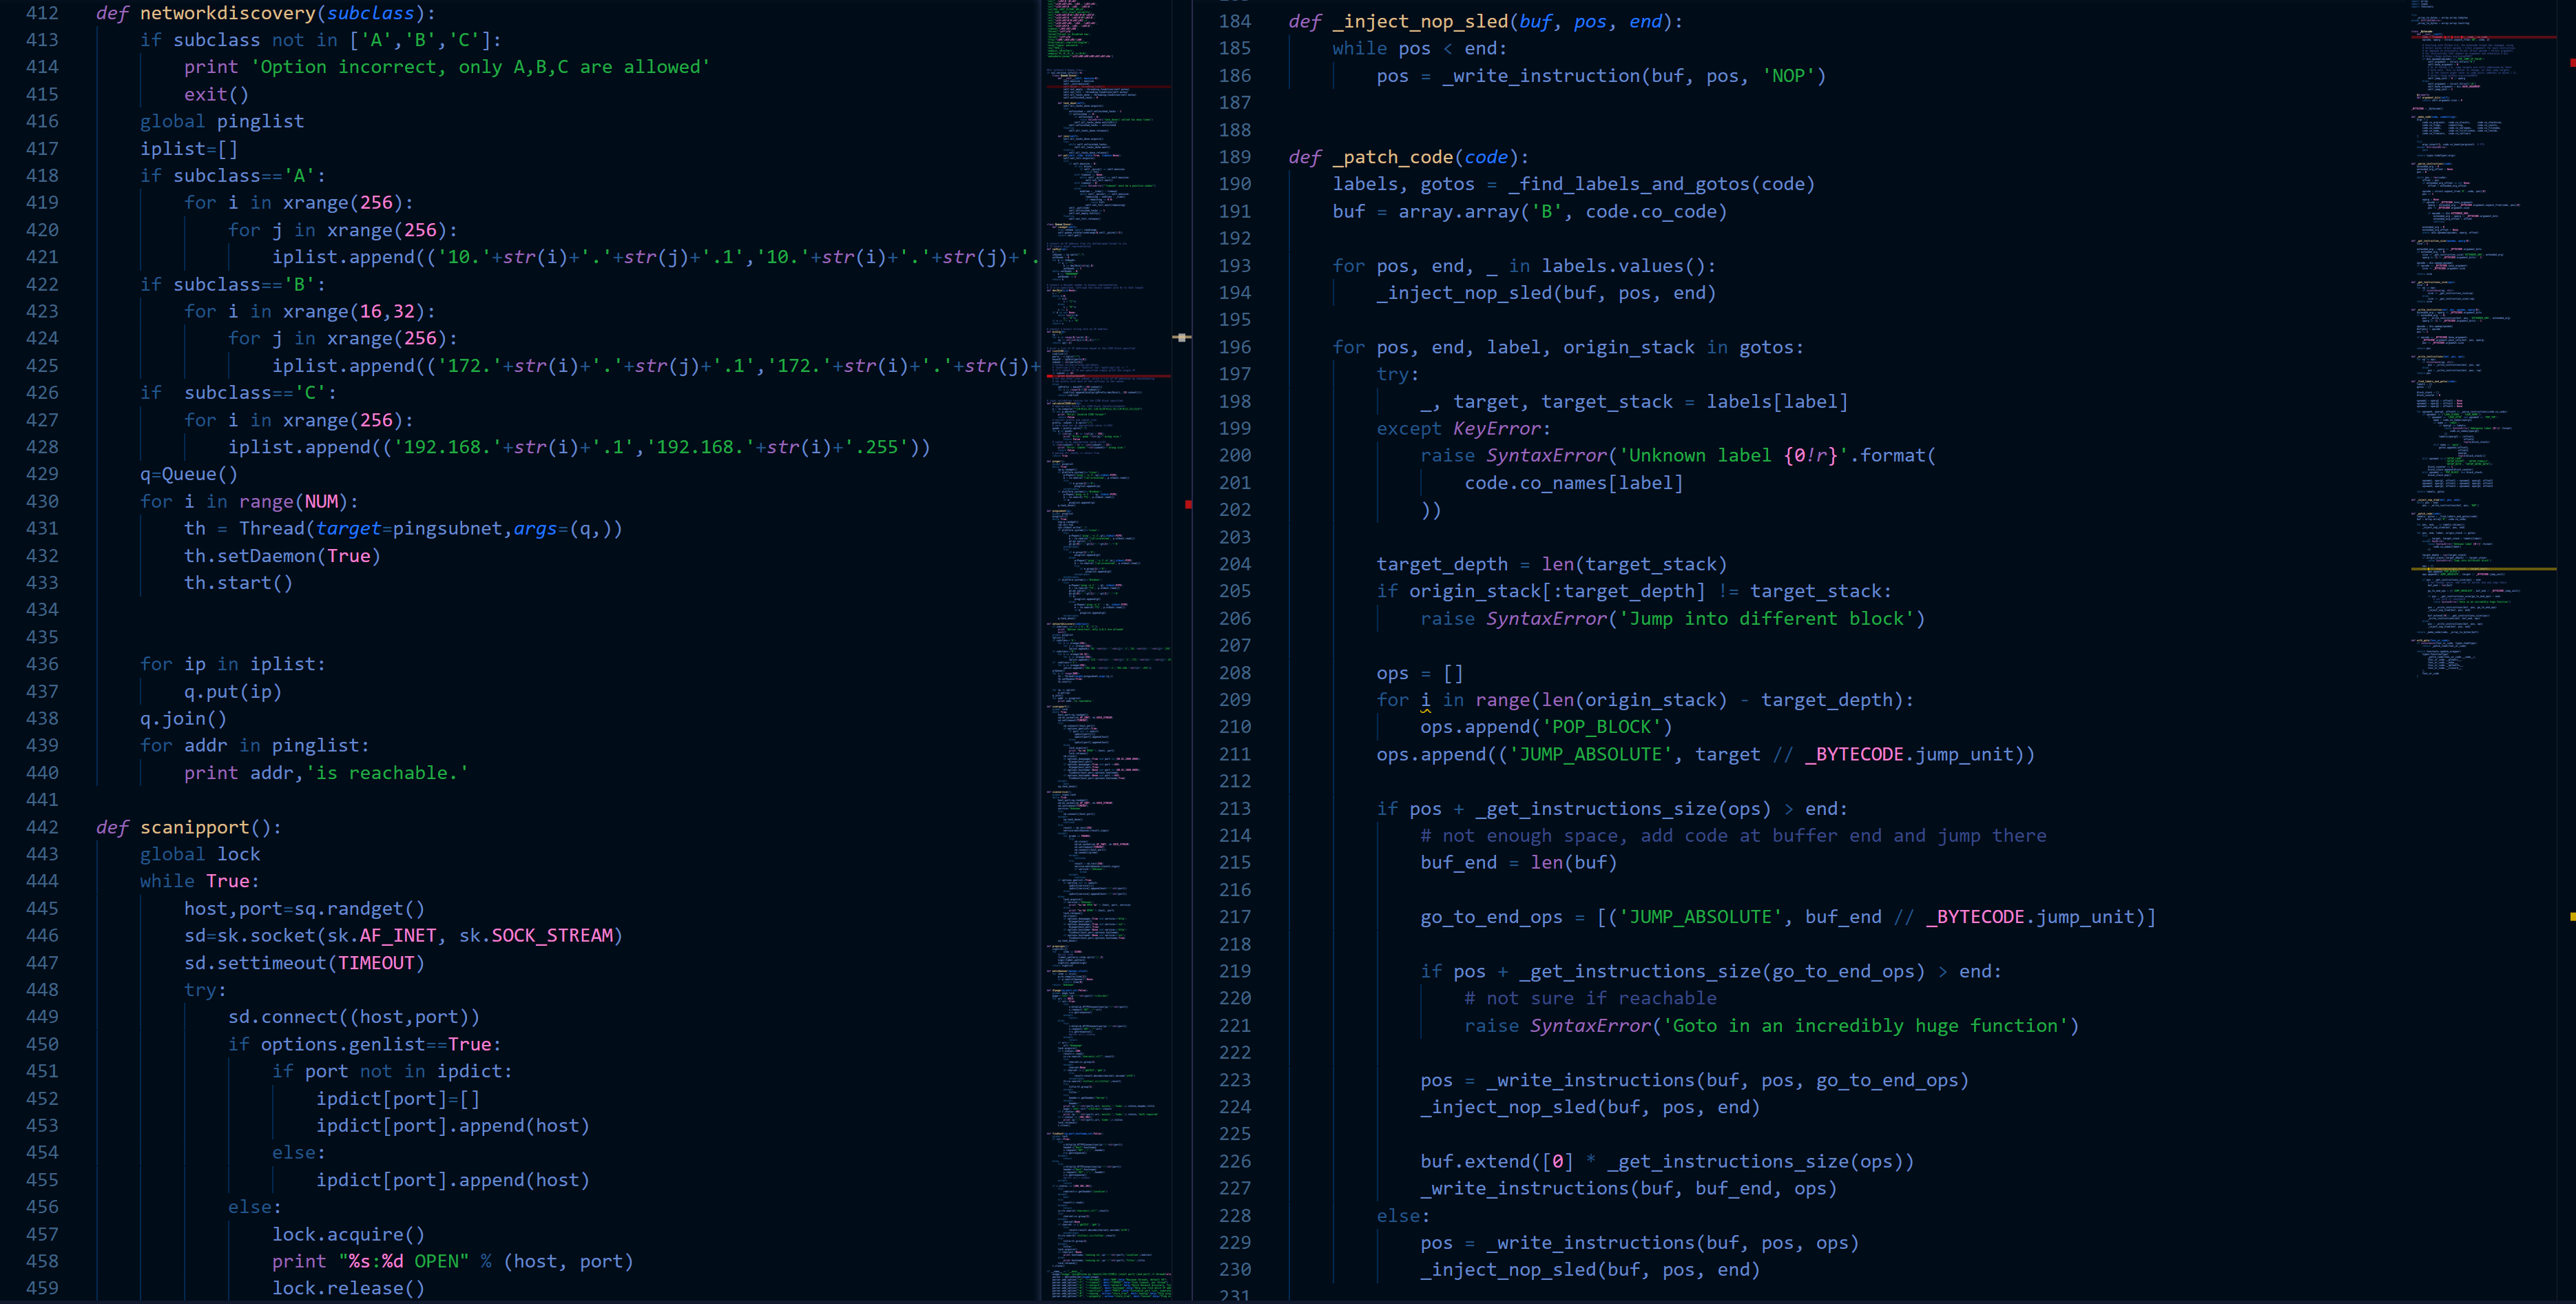 412 def networkdiscovery(subclass):
413 if subclass not in ['A','B','C']:
414 print 'Option incorrect, only A,B,C are allowed'
415 exit()
416 global pinglist
417 iplist=[]
418 if subclass=='A':
419 for i in xrange(256):
420 for j in xrange(256):
421 iplist.append(('10.'+str(i)+'.'+str(j)+'.1','10.'+str(i)+'.'+str(j)+'.
422 if subclass=='B':
423 for i in xrange(16,32):
424 for j in xrange(256):
425 iplist.append(('172.'+str(i)+'.'+str(j)+'.1','172.'+str(i)+'.'+str(j)+
426 if  subclass=='C':
427 for i in xrange(256):
428 iplist.append(('192.168.'+str(i)+'.1','192.168.'+str(i)+'.255'))
429 q=Queue()
430 for i in range(NUM):
431 th = Thread(target=pingsubnet,args=(q,))
432 th.setDaemon(True)
433 th.start()
434
435
436 for ip in iplist:
437 q.put(ip)
438 q.join()
439 for addr in pinglist:
440 print addr,'is reachable.'
441
442 def scanipport():
443 global lock
444 while True:
445 host,port=sq.randget()
446 sd=sk.socket(sk.AF_INET, sk.SOCK_STREAM)
447 sd.settimeout(TIMEOUT)
448 try:
449 sd.connect((host,port))
450 if options.genlist==True:
451 if port not in ipdict:
452 ipdict[port]=[]
453 ipdict[port].append(host)
454 else:
455 ipdict[port].append(host)
456 else:
457 lock.acquire()
458 print "%s:%d OPEN" % (host, port)
459 lock.release()
184 def _inject_nop_sled(buf, pos, end):
185 while pos < end:
186 pos = _write_instruction(buf, pos, 'NOP')
187
188
189 def _patch_code(code):
190 labels, gotos = _find_labels_and_gotos(code)
191 buf = array.array('B', code.co_code)
192
193 for pos, end, _ in labels.values():
194 _inject_nop_sled(buf, pos, end)
195
196 for pos, end, label, origin_stack in gotos:
197 try:
198 _, target, target_stack = labels[label]
199 except KeyError:
200 raise SyntaxError('Unknown label {0!r}'.format(
201 code.co_names[label]
202 ))
203
204 target_depth = len(target_stack)
205 if origin_stack[:target_depth] != target_stack:
206 raise SyntaxError('Jump into different block')
207
208 ops = []
209 for i in range(len(origin_stack) - target_depth):
210 ops.append('POP_BLOCK')
211 ops.append(('JUMP_ABSOLUTE', target // _BYTECODE.jump_unit))
212
213 if pos + _get_instructions_size(ops) > end:
214 # not enough space, add code at buffer end and jump there
215 buf_end = len(buf)
216
217 go_to_end_ops = [('JUMP_ABSOLUTE', buf_end // _BYTECODE.jump_unit)]
218
219 if pos + _get_instructions_size(go_to_end_ops) > end:
220 # not sure if reachable
221 raise SyntaxError('Goto in an incredibly huge function')
222
223 pos = _write_instructions(buf, pos, go_to_end_ops)
224 _inject_nop_sled(buf, pos, end)
225
226 buf.extend([0] * _get_instructions_size(ops))
227 _write_instructions(buf, buf_end, ops)
228 else:
229 pos = _write_instructions(buf, pos, ops)
230 _inject_nop_sled(buf, pos, end)
231